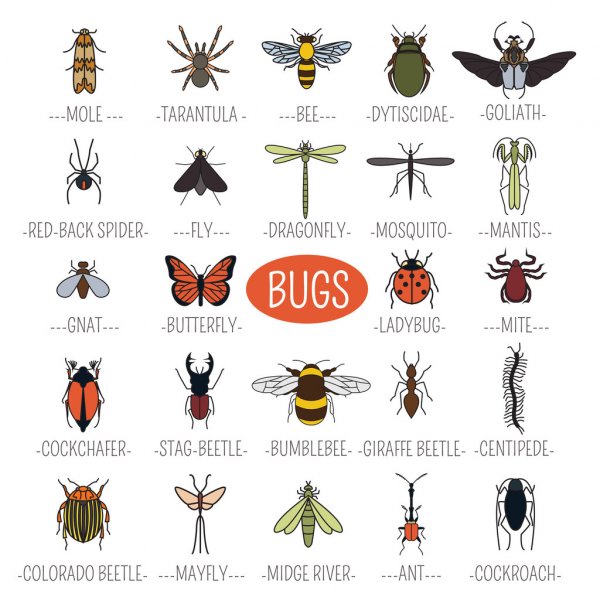 ---MOLE ---
-TARANTULA -
---BEE---
-DYTISCIDAE-
-GOLIATH-
-RED-BACK SPIDER-
---FLY---
-DRAGONFLY-
-MOSQUITO-
--MANTIS--
---GNAT---
-BUTTERFLY-
BUGS
-LADYBUG-
---MITE---
-COCKCHAFER-
-STAG-BEETLE-
-BUMBLEBEE-
-GIRAFFE BEETLE-
-CENTIPEDE-
-COLORADO BEETLE-
---MAYFLY---
-MIDGE RIVER-
---ANT---
-COCKROACH-